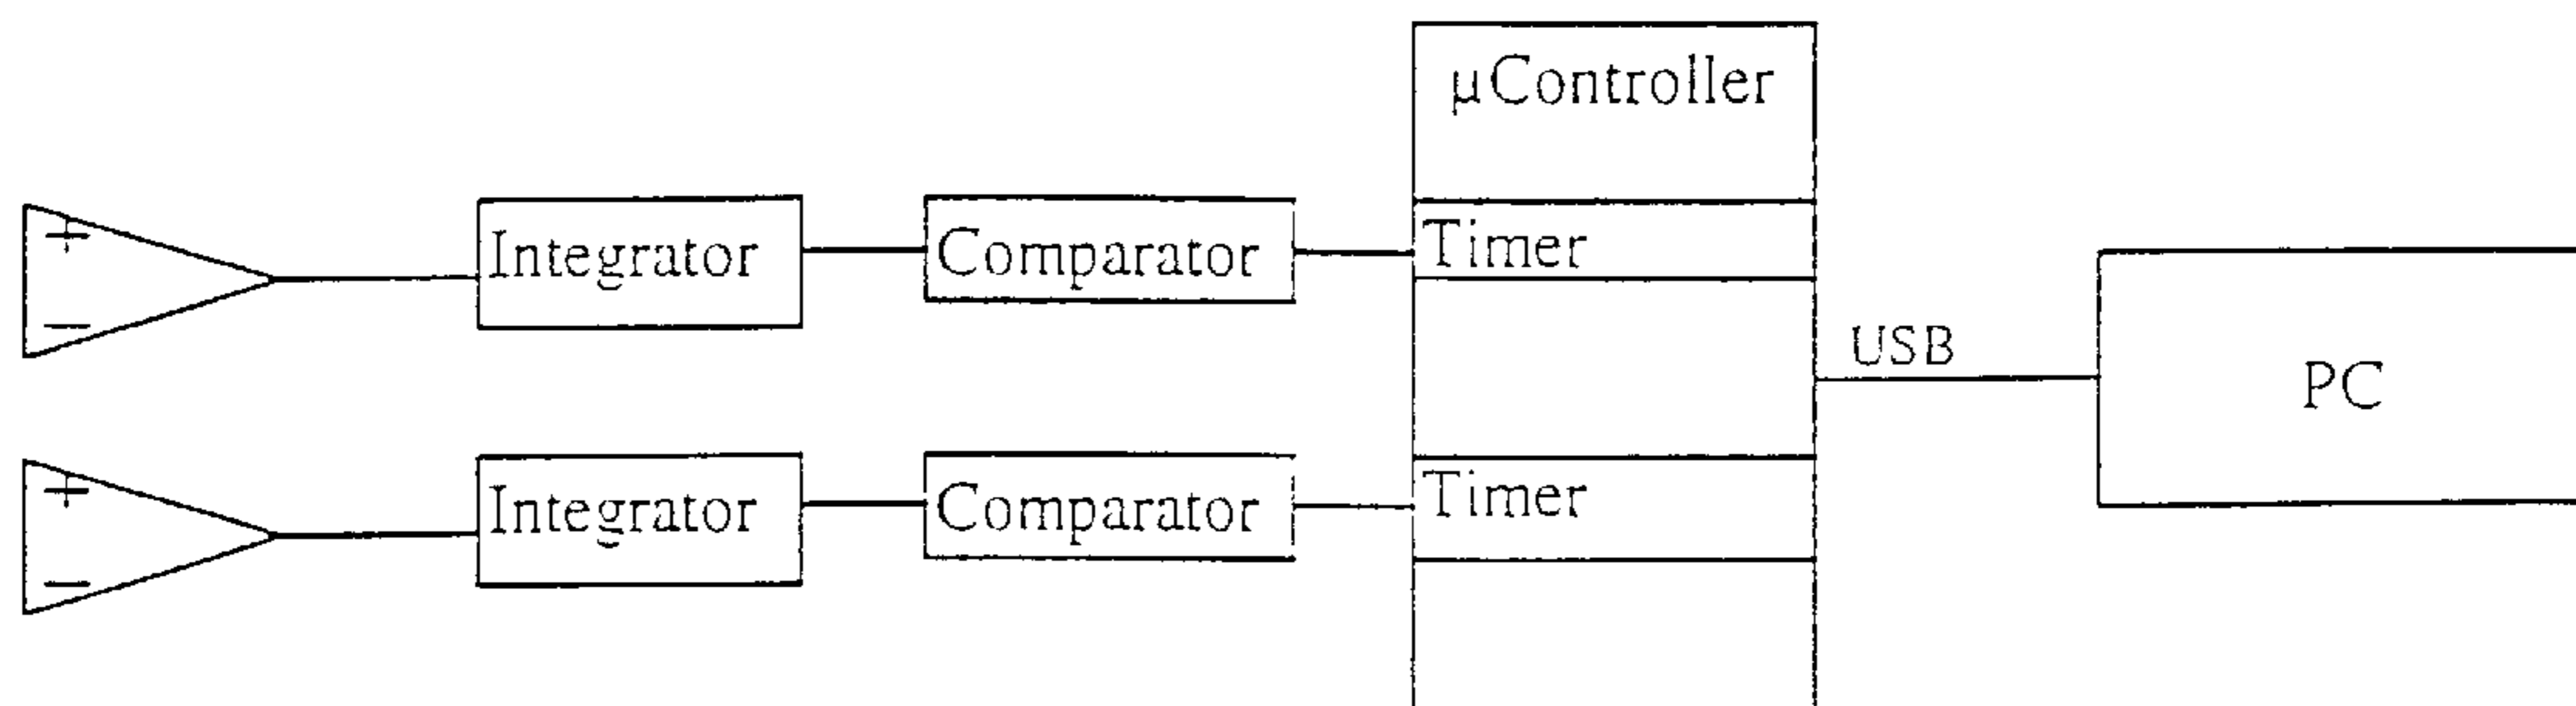 µController
+
Integrator
Comparator
Timer
−
USB
PC
+
Integrator
Comparator
Timer
−